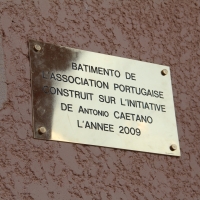 BATIMENTO DE
L'ASSOCIATION PORTUGAISE
CONSTRUIT SUR L'INITIATIVE
DE ANTONIO CAETANO
L'ANNEE 2009